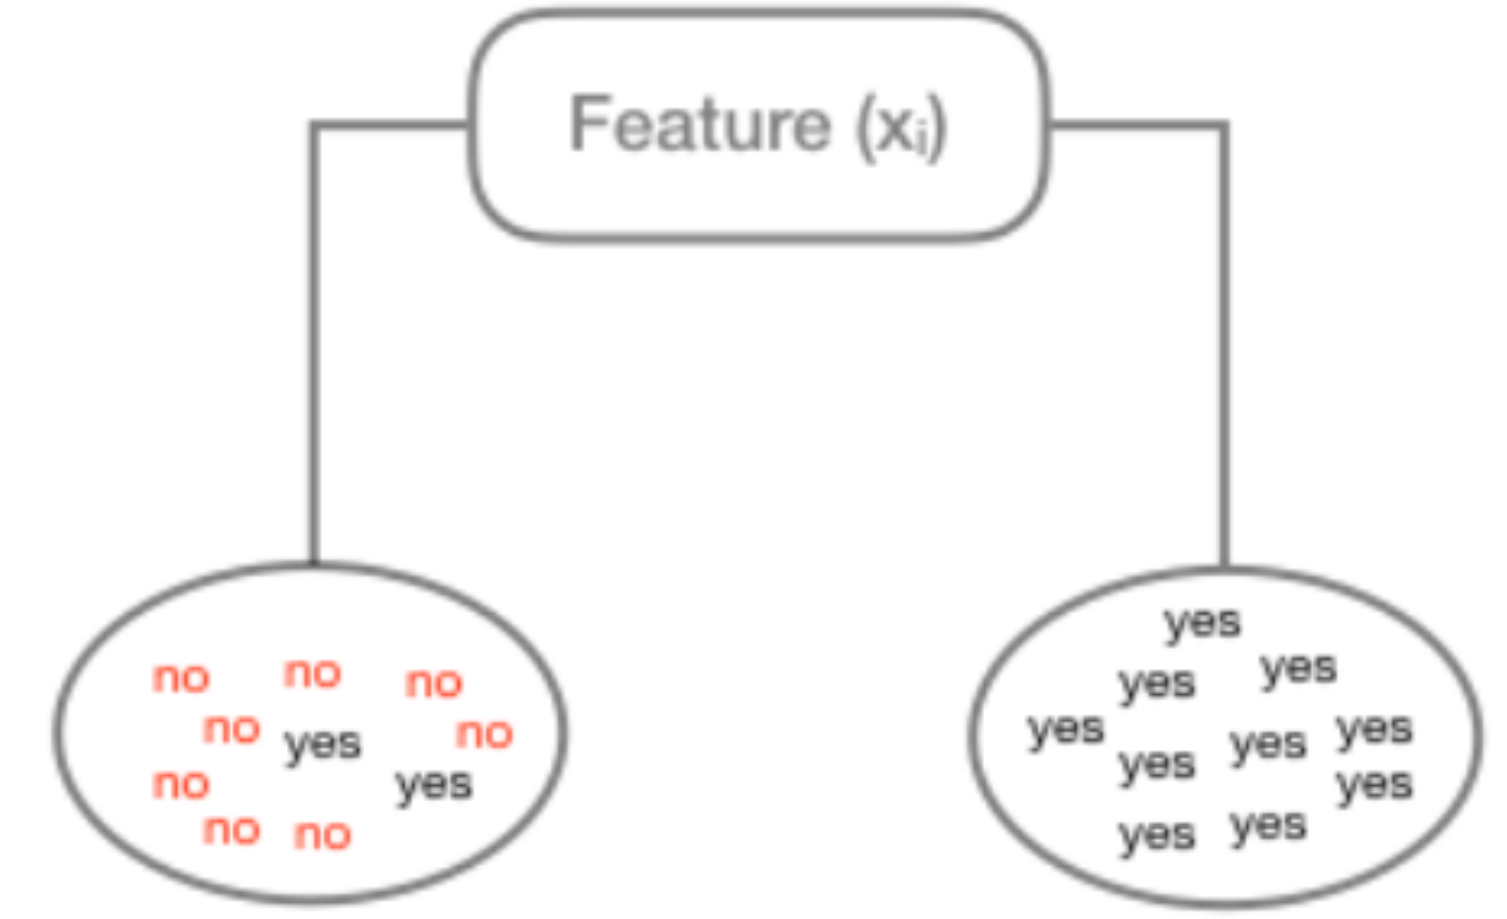 Feature (xᵢ)
no no no
no yes no
no yes
no no
yes
yes yes
yes yes yes
yes yes
yes yes